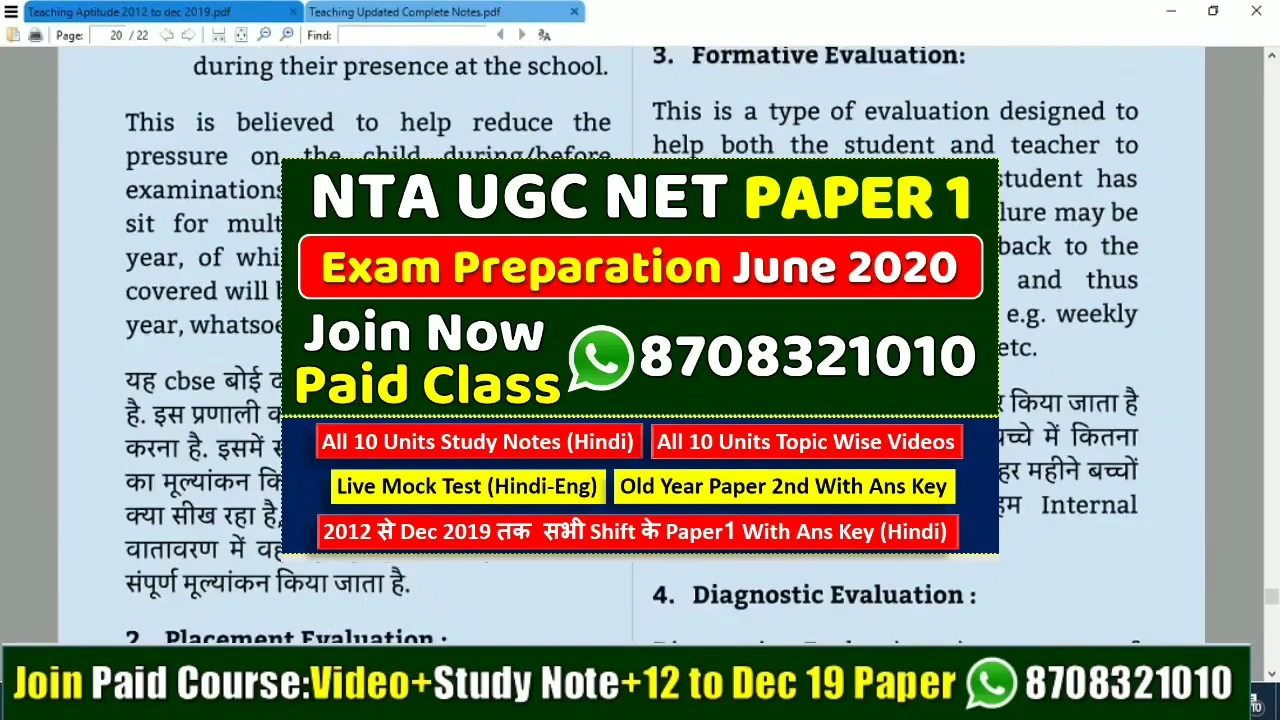 Teaching Aptitude 2012 to dec 2019.pdf
Teaching Updated Complete Notes.pdf
Page: 20 / 22 Find:
during their presence at the school.
This is believed to help reduce the
pressure on the child during/before
examinations
sit for mult
year, of whi
covered will
year, whatsoe
यह cbse बोर्ड
है. इस प्रणाली
करना है. इसमें
का मूल्यांकन
क्या सीख रहा है,
वातावरण में वह
संपूर्ण मूल्यांकन किया जाता है.
2. Placement Evaluation :
3. Formative Evaluation:
This is a type of evaluation designed to
help both the student and teacher to
student has
lure may be
back to the
and thus
e.g. weekly
etc.
किया जाता है
बच्चे में कितना
हर महीने बच्चों
हम Internal
4. Diagnostic Evaluation :
NTA UGC NET PAPER 1
Exam Preparation June 2020
Join Now
Paid Class
8708321010
All 10 Units Study Notes (Hindi)
All 10 Units Topic Wise Videos
Live Mock Test (Hindi-Eng)
Old Year Paper 2nd With Ans Key
2012 से Dec 2019 तक सभी Shift के Paper1 With Ans Key (Hindi)
Join Paid Course:Video+Study Note+12 to Dec 19 Paper 8708321010